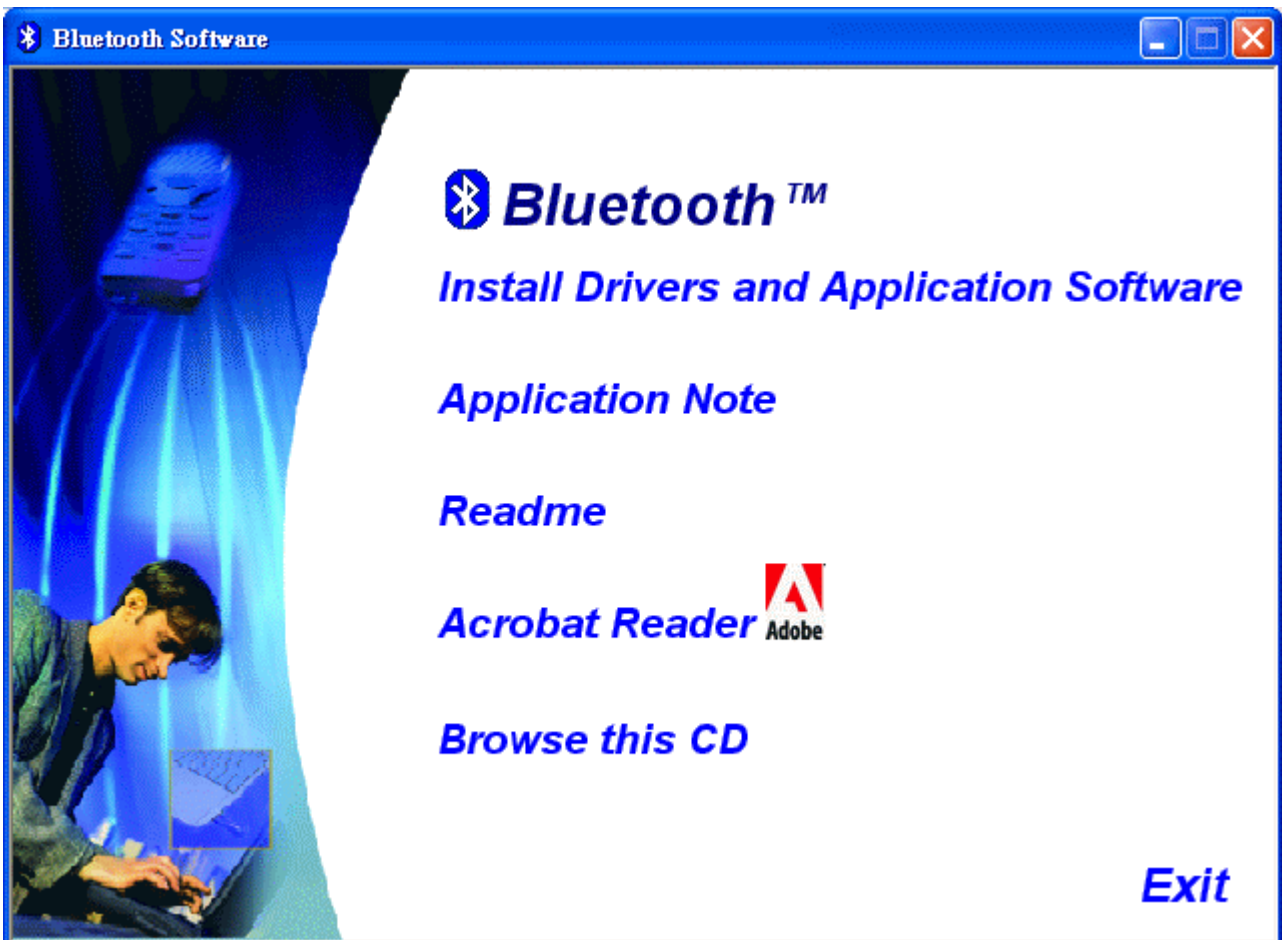 Bluetooth Software
Bluetooth™
Install Drivers and Application Software
Application Note
Readme
Acrobat Reader
Adobe
Browse this CD
Exit